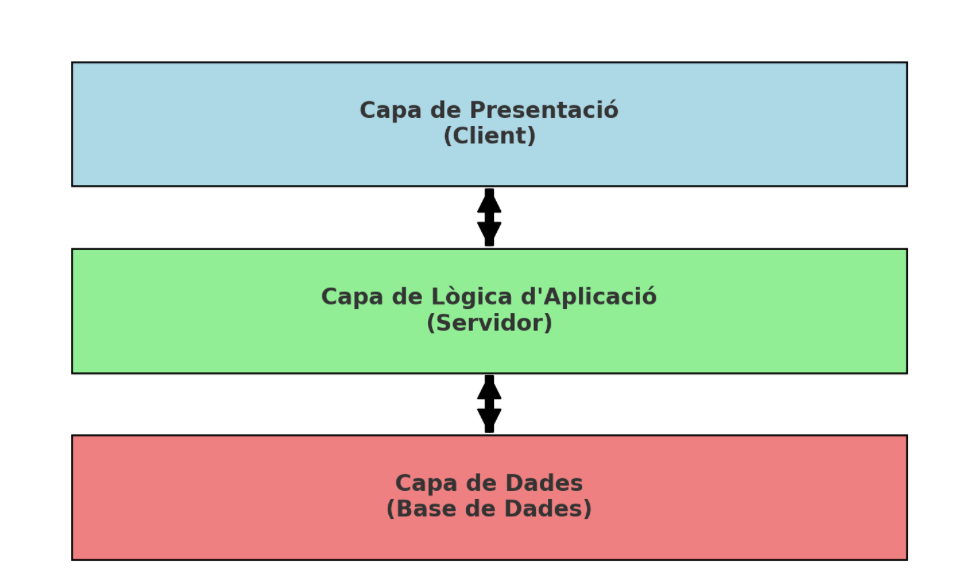 Capa de Presentació
(Client)
Capa de Lògica d'Aplicació
(Servidor)
Capa de Dades
(Base de Dades)